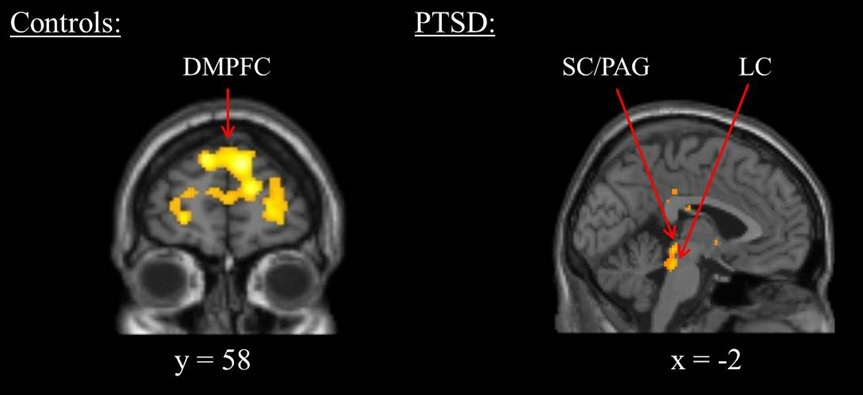 Controls:
PTSD:
DMPFC
SC/PAG
LC
y = 58
x = -2